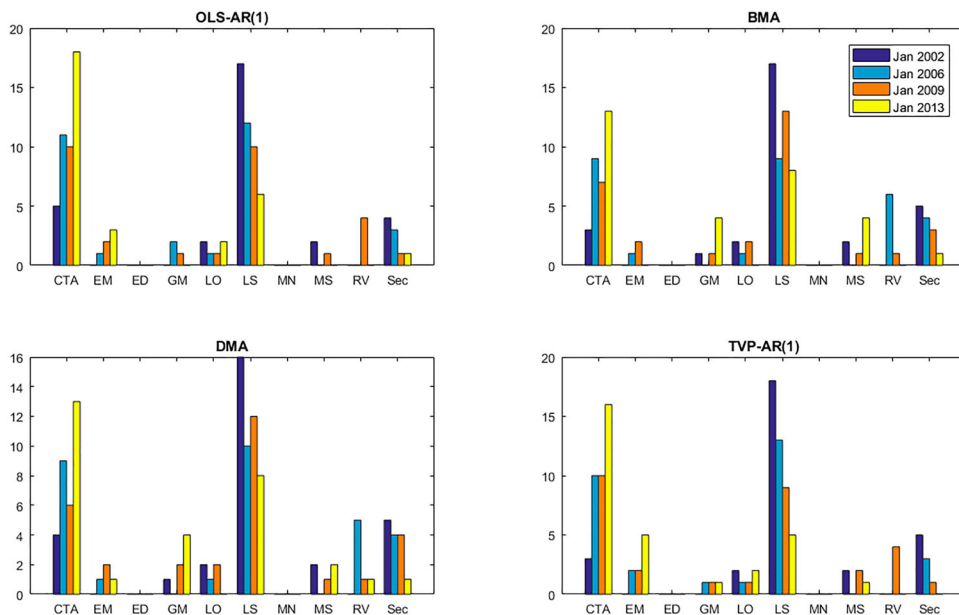 OLS-AR(1)
20
15
10
5
0
CTA EM ED GM LO LS MN MS RV Sec
BMA
20
15
10
5
0
CTA EM ED GM LO LS MN MS RV Sec
Jan 2002
Jan 2006
Jan 2009
Jan 2013
DMA
16
14
12
10
8
6
4
2
0
CTA EM ED GM LO LS MN MS RV Sec
TVP-AR(1)
20
15
10
5
0
CTA EM ED GM LO LS MN MS RV Sec